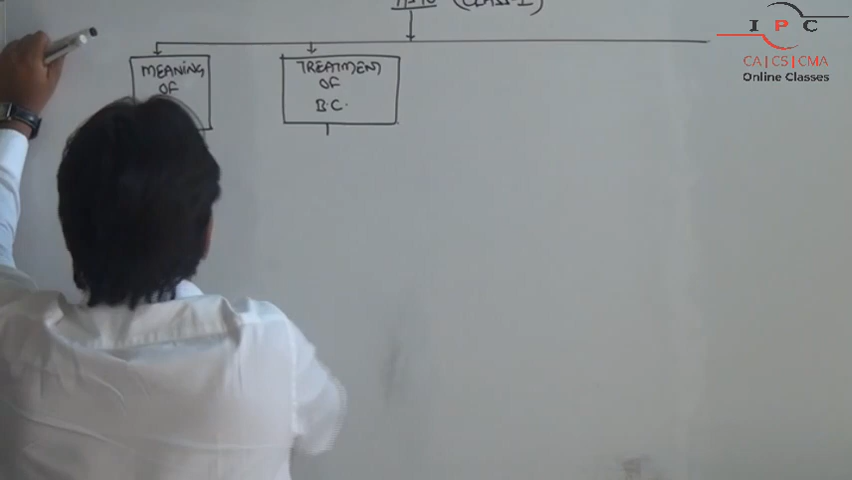 (CLASS-I)
MEANING
OF
TREATMENT
OF
B.C.
I P C
CA|CS|CMA
Online Classes